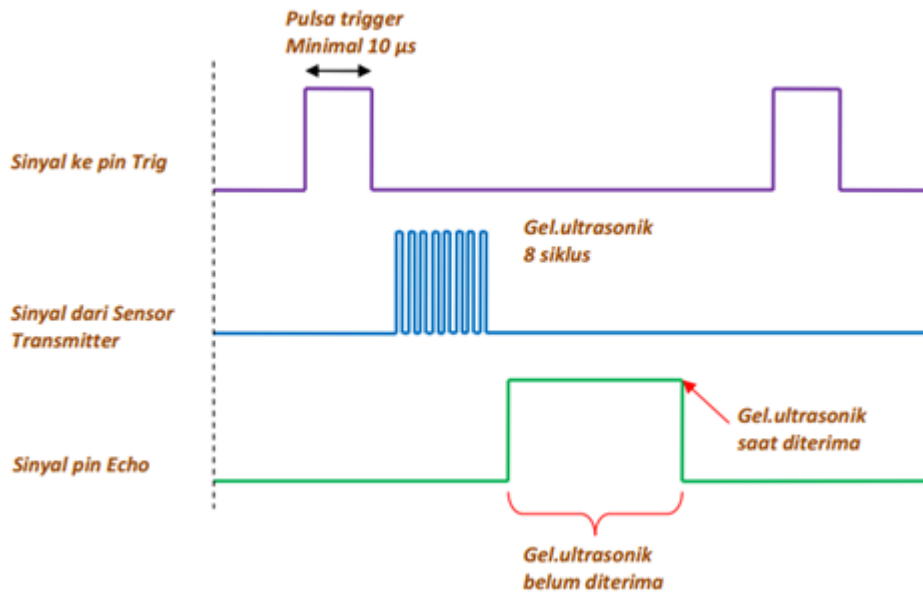 Pulsa trigger
Minimal 10 µs
Sinyal ke pin Trig
Gel.ultrasonik
8 siklus
Sinyal dari Sensor
Transmitter
Gel.ultrasonik
saat diterima
Sinyal pin Echo
Gel.ultrasonik
belum diterima